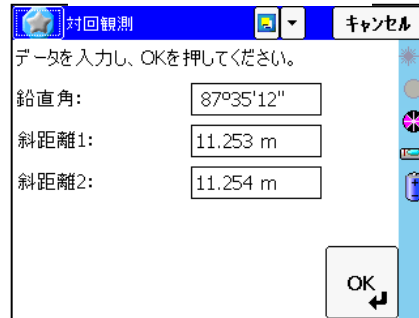 対回観測 キャンセル
データを入力し、OKを押してください。
鉛直角: 87º35'12"
斜距離1: 11.253 m
斜距離2: 11.254 m
OK